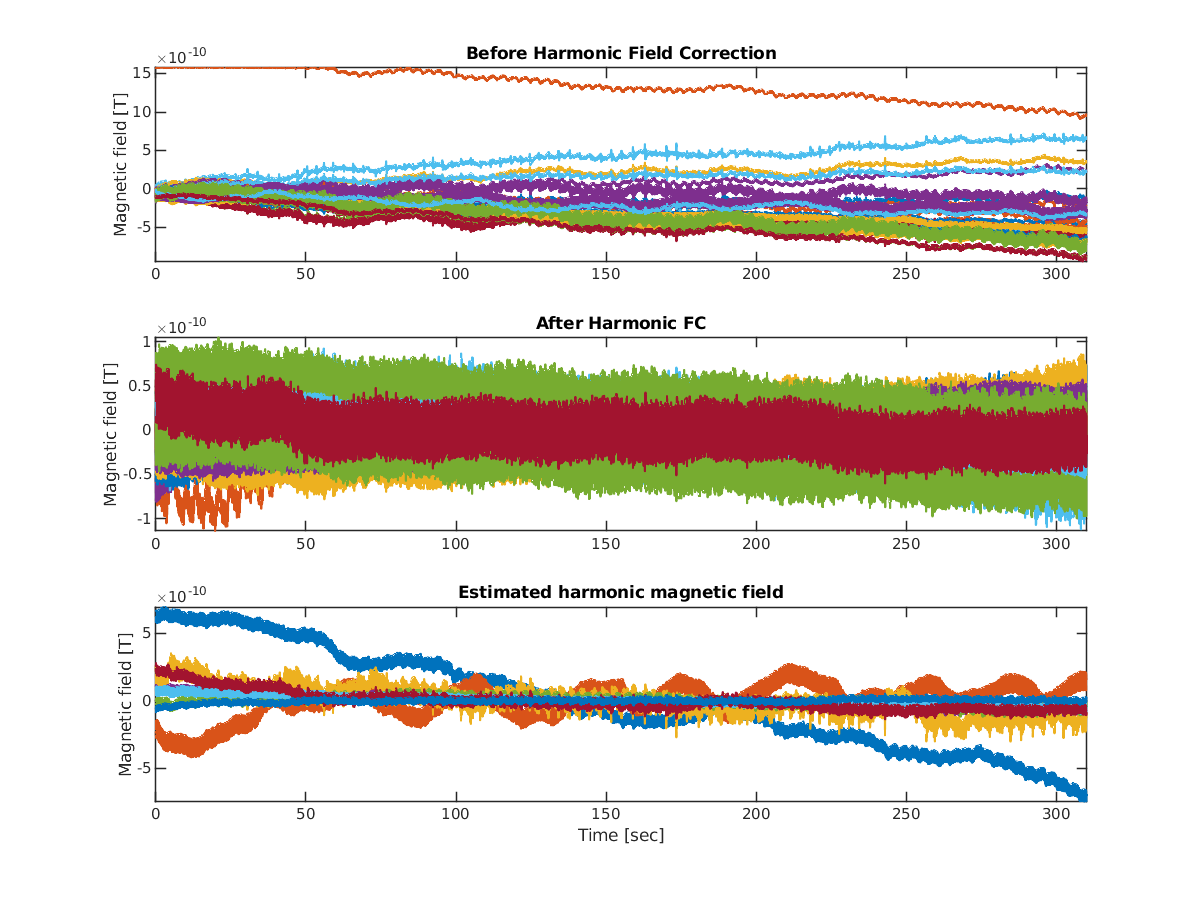 Before Harmonic Field Correction
×10-10
Magnetic field [T]
15
10
5
0
-5
0 50 100 150 200 250 300
After Harmonic FC
×10-10
Magnetic field [T]
1
0.5
0
-0.5
-1
0 50 100 150 200 250 300
Estimated harmonic magnetic field
×10-10
Magnetic field [T]
5
0
-5
0 50 100 150 200 250 300
Time [sec]